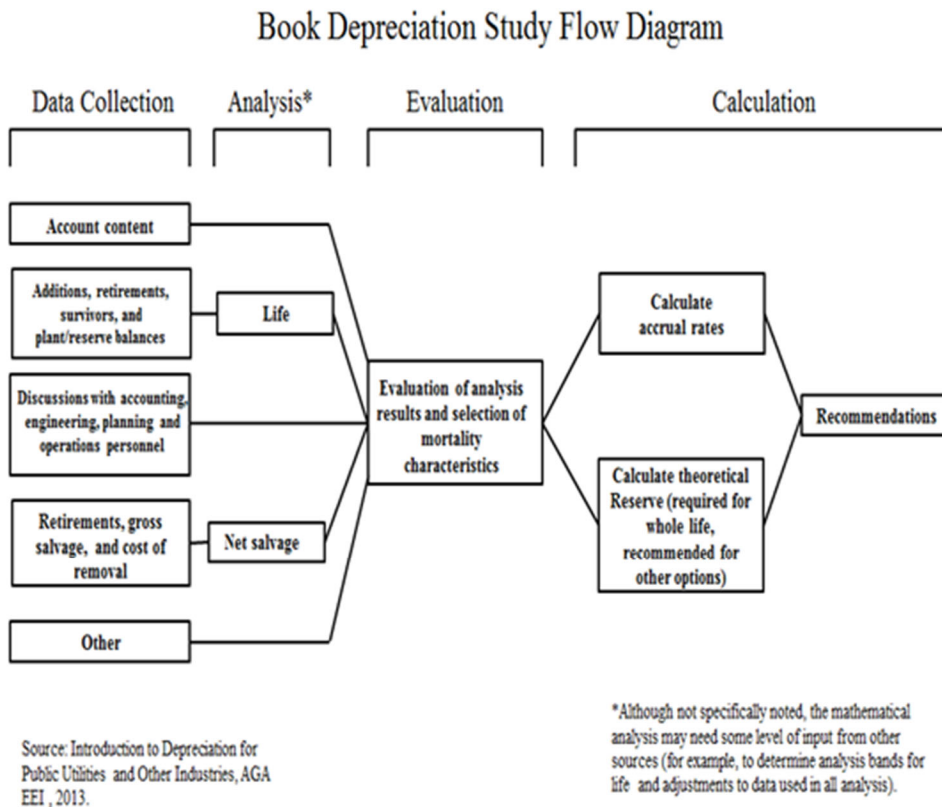 Book Depreciation Study Flow Diagram
Data Collection
Analysis*
Evaluation
Calculation
Account content
Additions, retirements,
survivors, and
plant/reserve balances
Life
Discussions with accounting,
engineering, planning and
operations personnel
Retirements, gross
salvage, and cost of
removal
Net salvage
Other
Evaluation of analysis
results and selection of
mortality
characteristics
Calculate
accrual rates
Calculate theoretical
Reserve (required for
whole life,
recommended for
other options)
Recommendations
Source: Introduction to Depreciation for
Public Utilities and Other Industries, AGA
EEI , 2013.
*Although not specifically noted, the mathematical
analysis may need some level of input from other
sources (for example, to determine analysis bands for
life and adjustments to data used in all analysis).